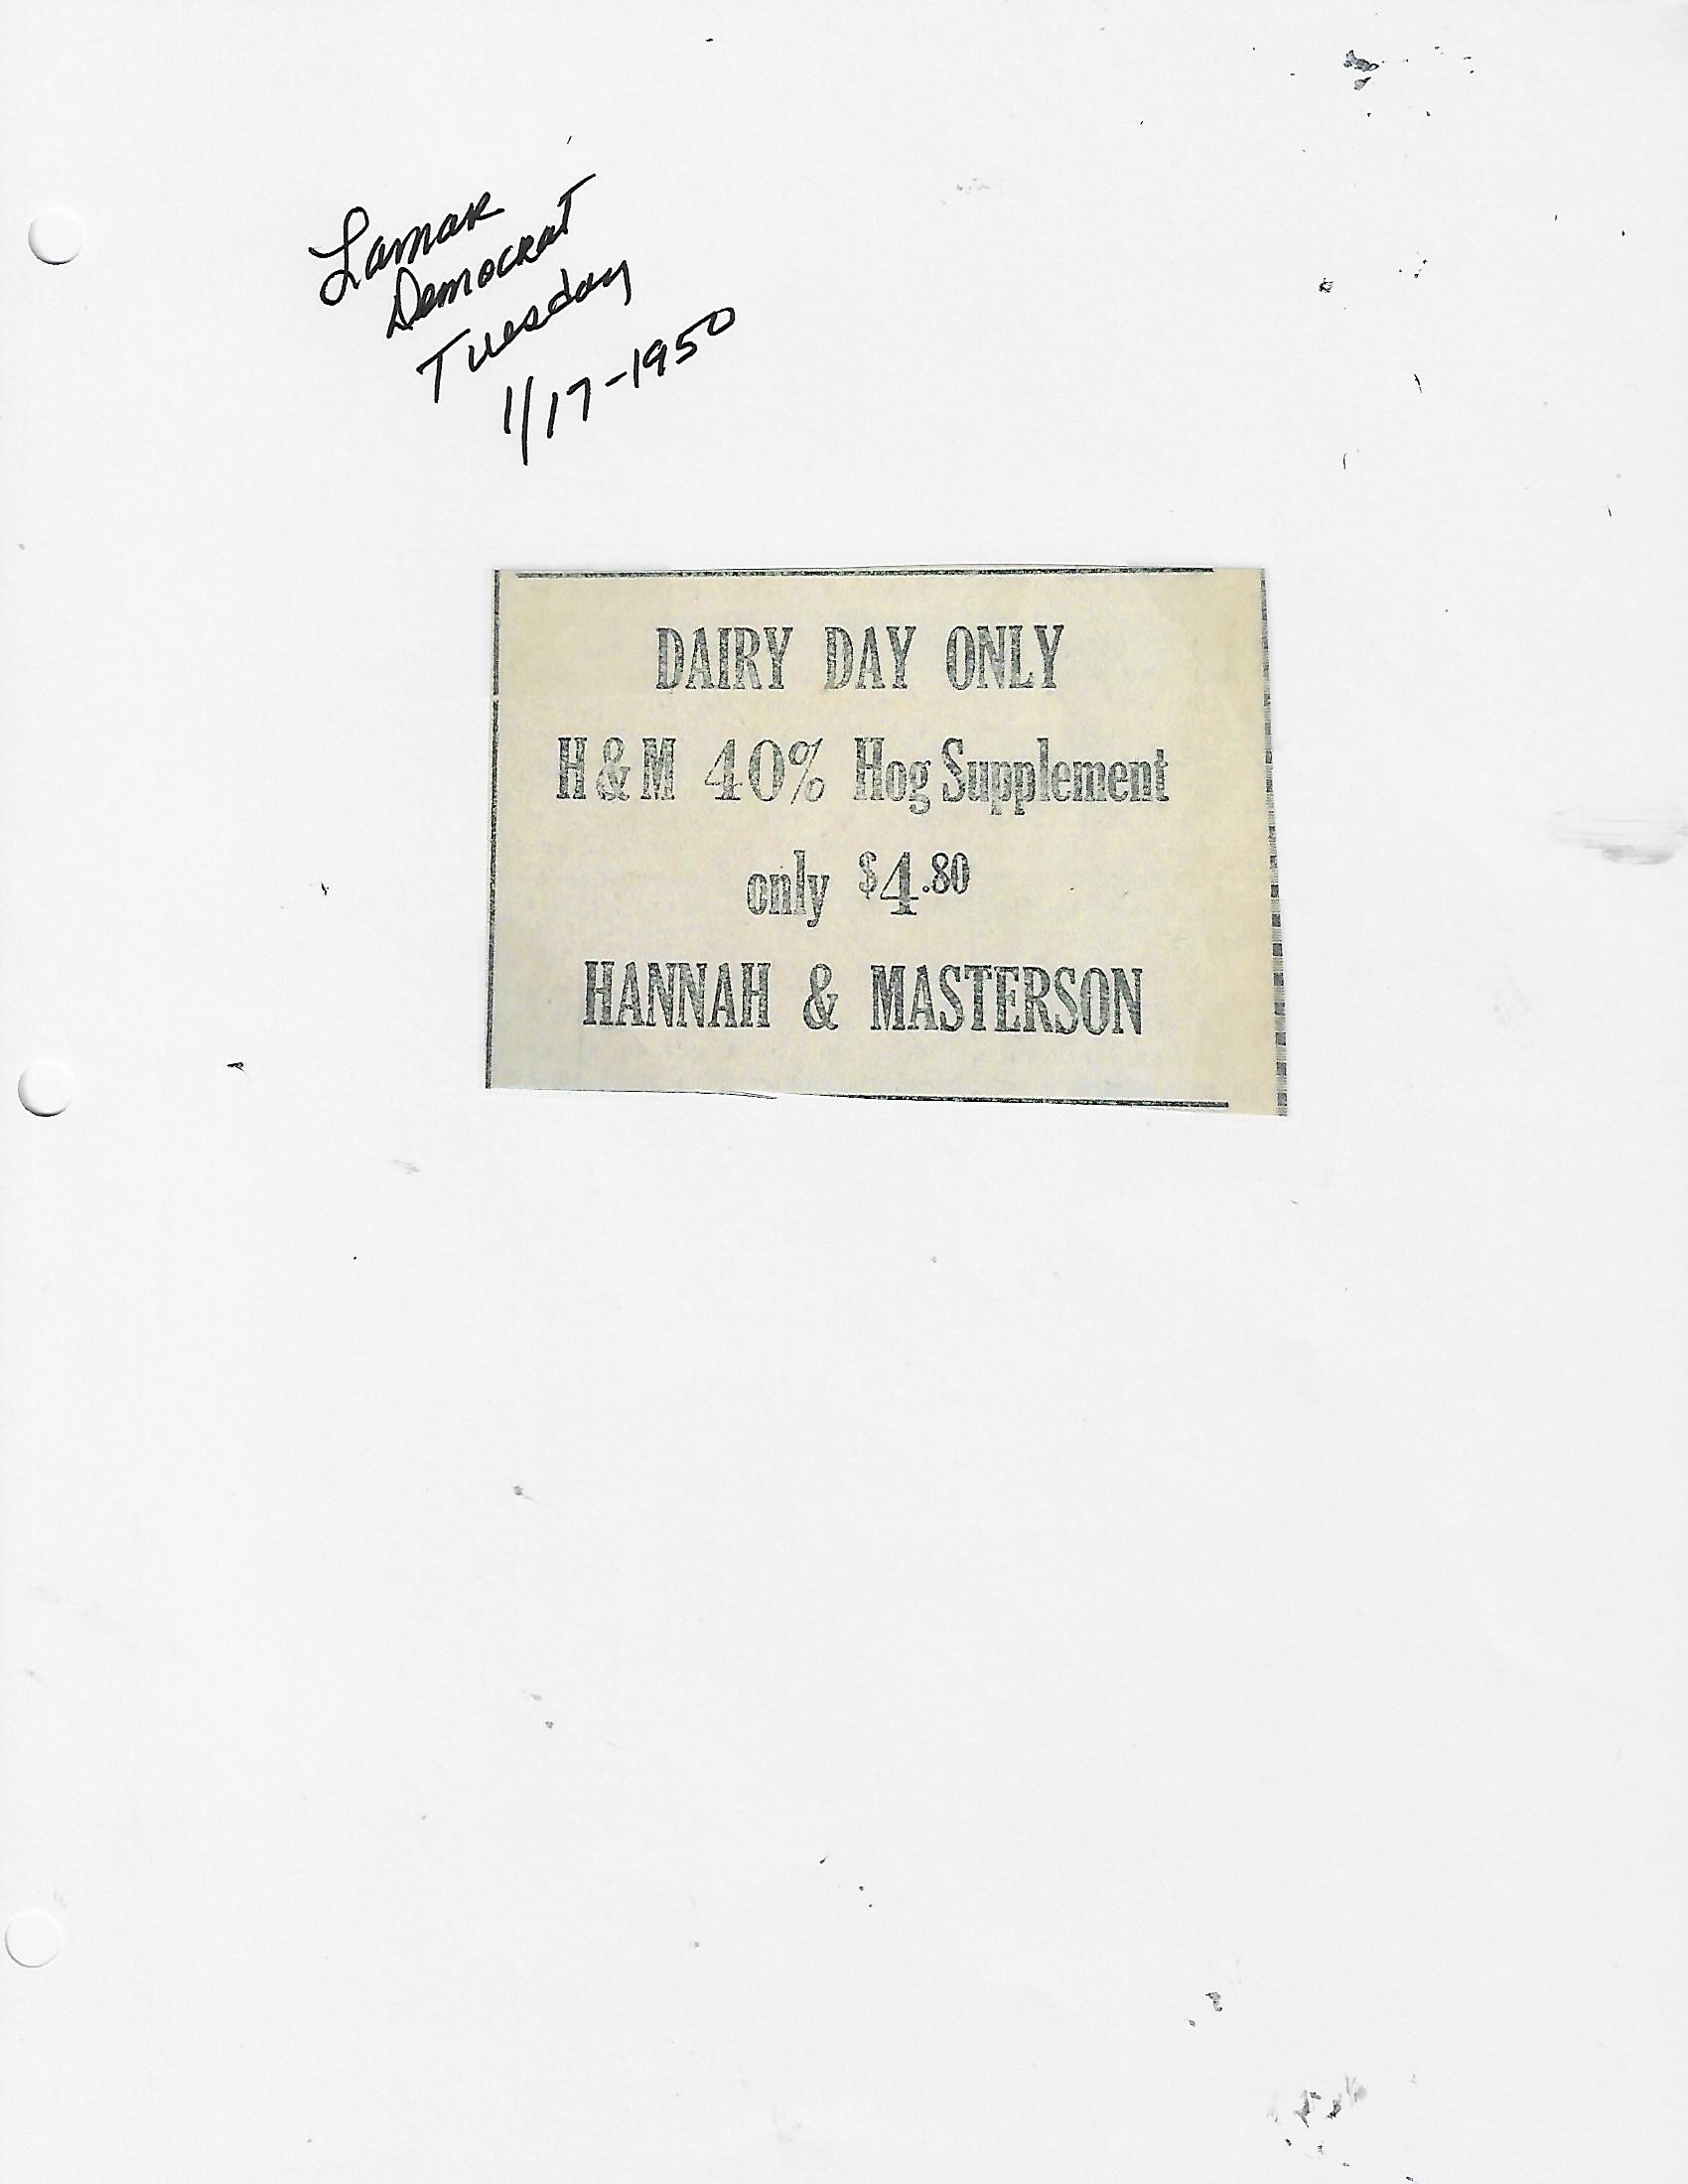 Lamar
Democrat
Tuesday
1/17-1950
DAIRY DAY ONLY
H & M 40% Hog Supplement
only $4.80
HANNAH & MASTERSON